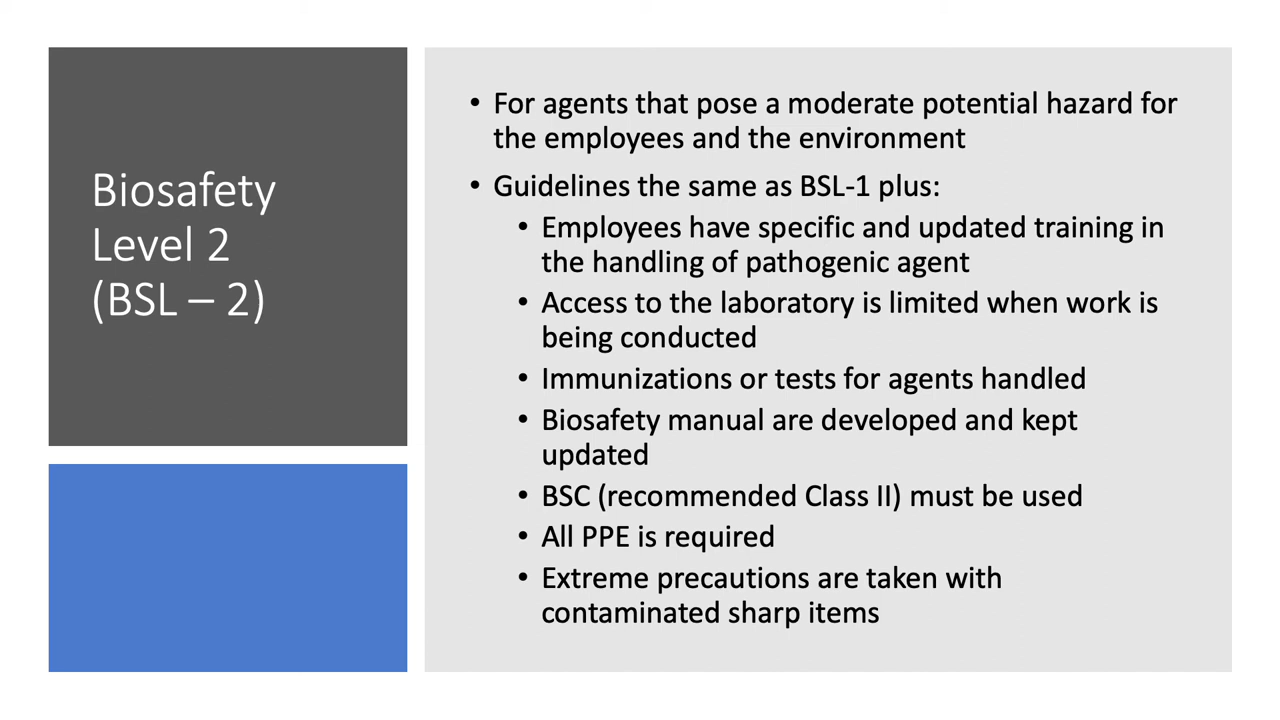 Biosafety
Level 2
(BSL – 2)
• For agents that pose a moderate potential hazard for
the employees and the environment
• Guidelines the same as BSL-1 plus:
• Employees have specific and updated training in
the handling of pathogenic agent
• Access to the laboratory is limited when work is
being conducted
• Immunizations or tests for agents handled
• Biosafety manual are developed and kept
updated
• BSC (recommended Class II) must be used
• All PPE is required
• Extreme precautions are taken with
contaminated sharp items